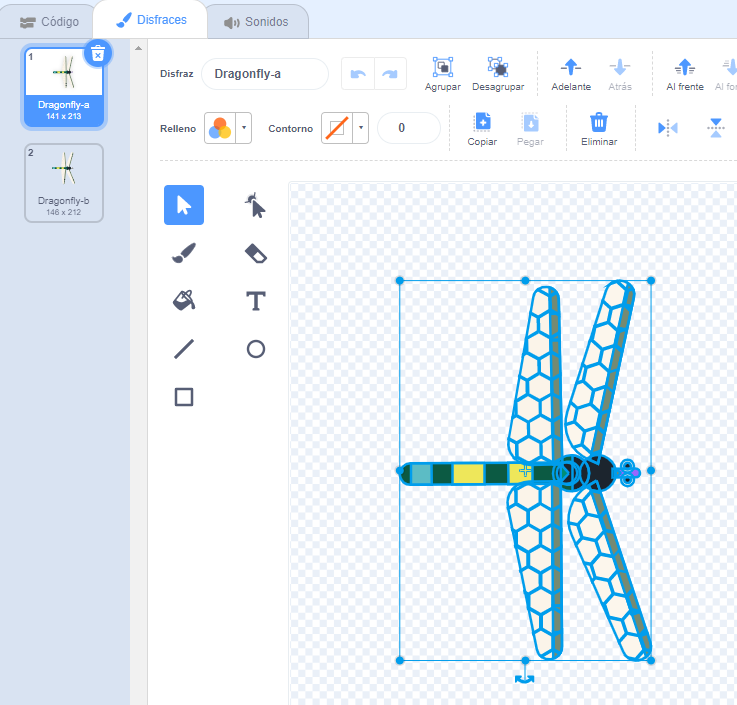 Código
Disfraces
Sonidos
1
Dragonfly-a
141 x 213
2
Dragonfly-b
146 x 212
Disfraz
Dragonfly-a
Agrupar
Desagrupar
Adelante
Atrás
Al frente
Al fo
Relleno
Contorno
0
Copiar
Pegar
Eliminar
T